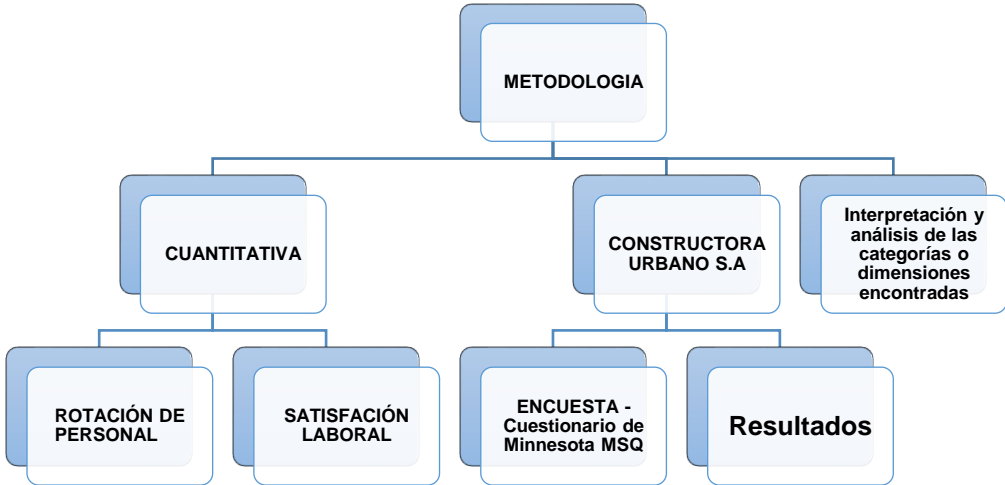 METODOLOGIA
CUANTITATIVA
CONSTRUCTORA
URBANO S.A
Interpretación y
análisis de las
categorías o
dimensiones
encontradas
ROTACIÓN DE
PERSONAL
SATISFACIÓN
LABORAL
ENCUESTA -
Cuestionario de
Minnesota MSQ
Resultados